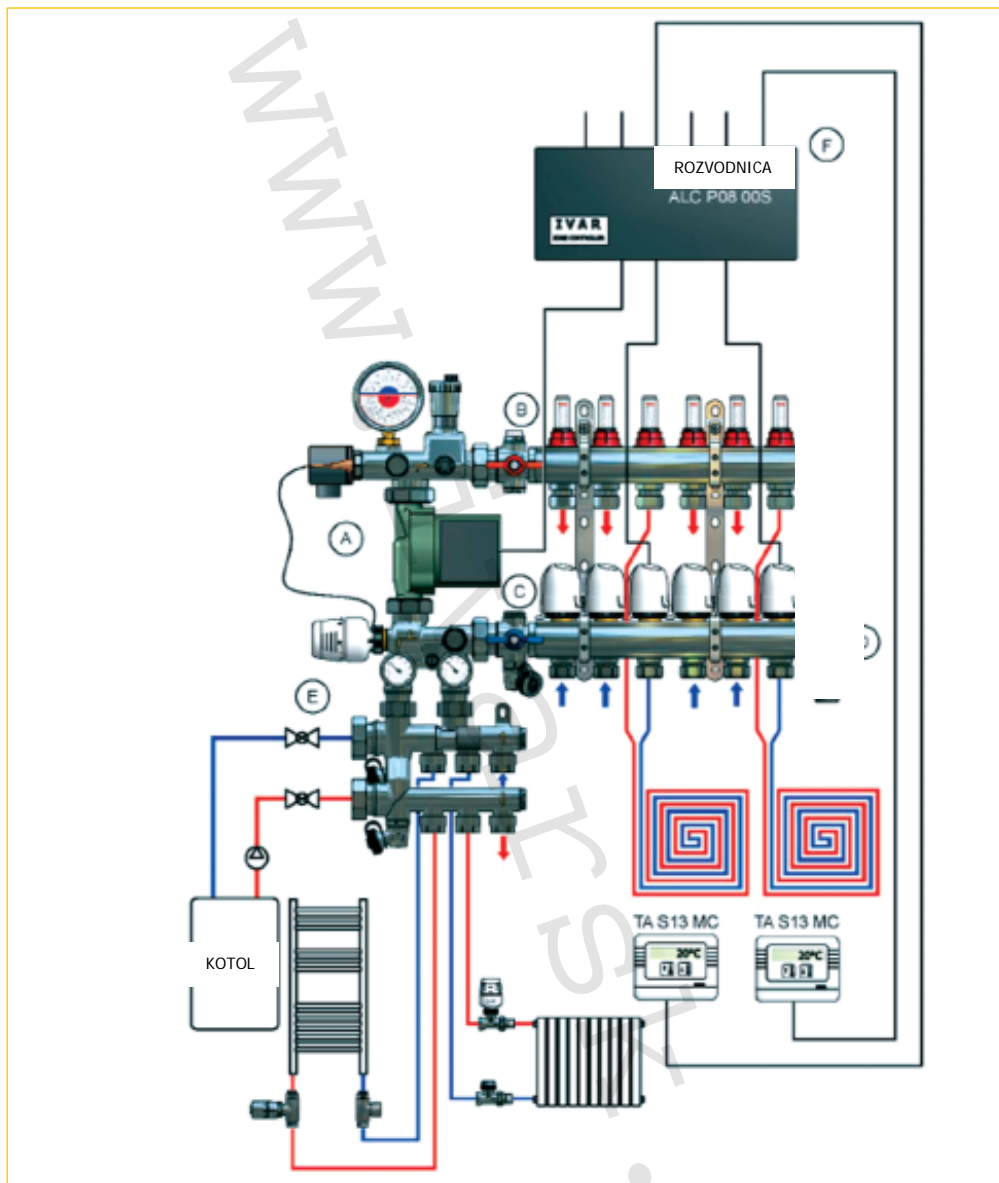 F
ROZVODNICA
ALC P08 00S
IVAR
B
A
C
E
TA S13 MC
TA S13 MC
20°C
20°C
KOTOL